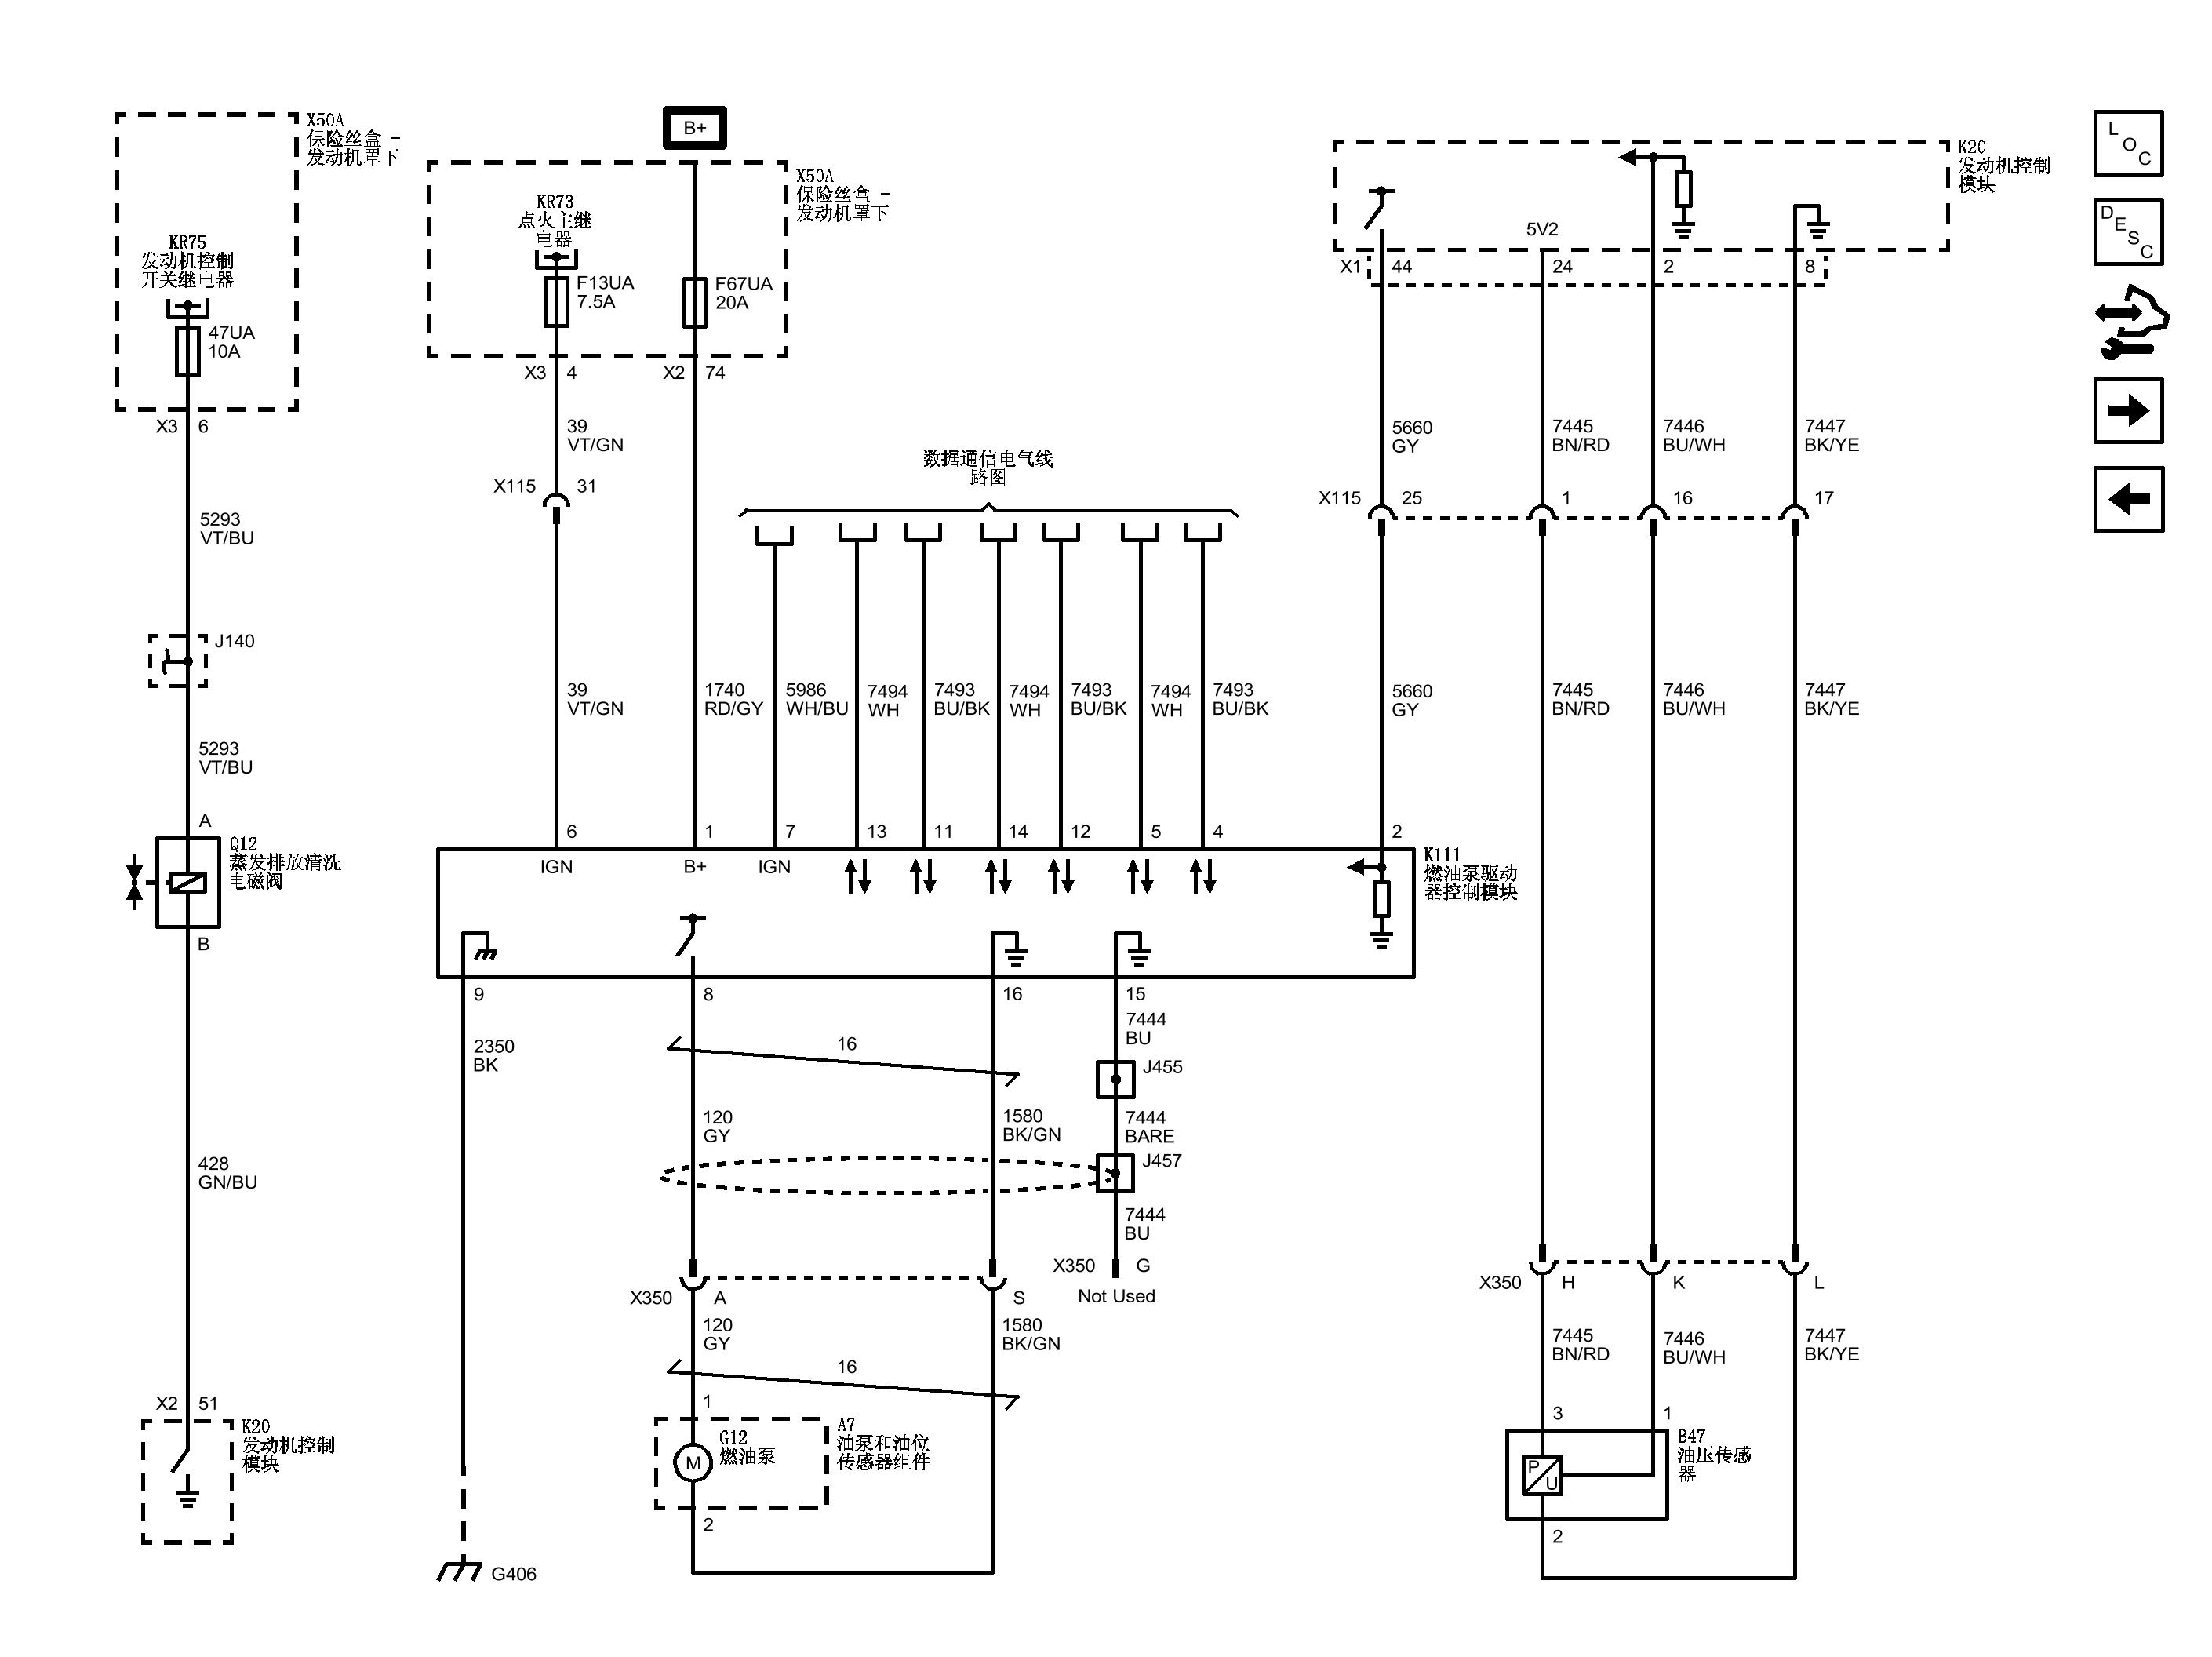 X50A
保险丝盒 -
发动机罩下
KR75
发动机控制
开关继电器
47UA
10A
X3 6
5293
VT/BU
J140
5293
VT/BU
A
Q12
蒸发排放清洗
电磁阀
B
428
GN/BU
X2 51
K20
发动机控制
模块
B+
X50A
保险丝盒 -
发动机罩下
KR73
点火主继
电器
F13UA
7.5A
F67UA
20A
X3 4
X2 74
39
VT/GN
X115 31
数据通信电气线
路图
39
VT/GN
1740
RD/GY
5986
WH/BU
7494
WH
7493
BU/BK
7494
WH
7493
BU/BK
7494
WH
7493
BU/BK
6 1 7 13 11 14 12 5 4 2
IGN B+ IGN
K111
燃油泵驱动
器控制模块
9 8 16 15
2350
BK
16
7444
BU
J455
120
GY
1580
BK/GN
7444
BARE
J457
7444
BU
X350 G
Not Used
X350 A S
120
GY
1580
BK/GN
16
1
G12
燃油泵
M
A7
油泵和油位
传感器组件
2
G406
K20
发动机控制
模块
5V2
X1 44 24 2 8
5660
GY
7445
BN/RD
7446
BU/WH
7447
BK/YE
X115 25 1 16 17
5660
GY
7445
BN/RD
7446
BU/WH
7447
BK/YE
X350 H K L
7445
BN/RD
7446
BU/WH
7447
BK/YE
3 1
B47
油压传感
器
P
U
2
L
O
C
D
E
S
C